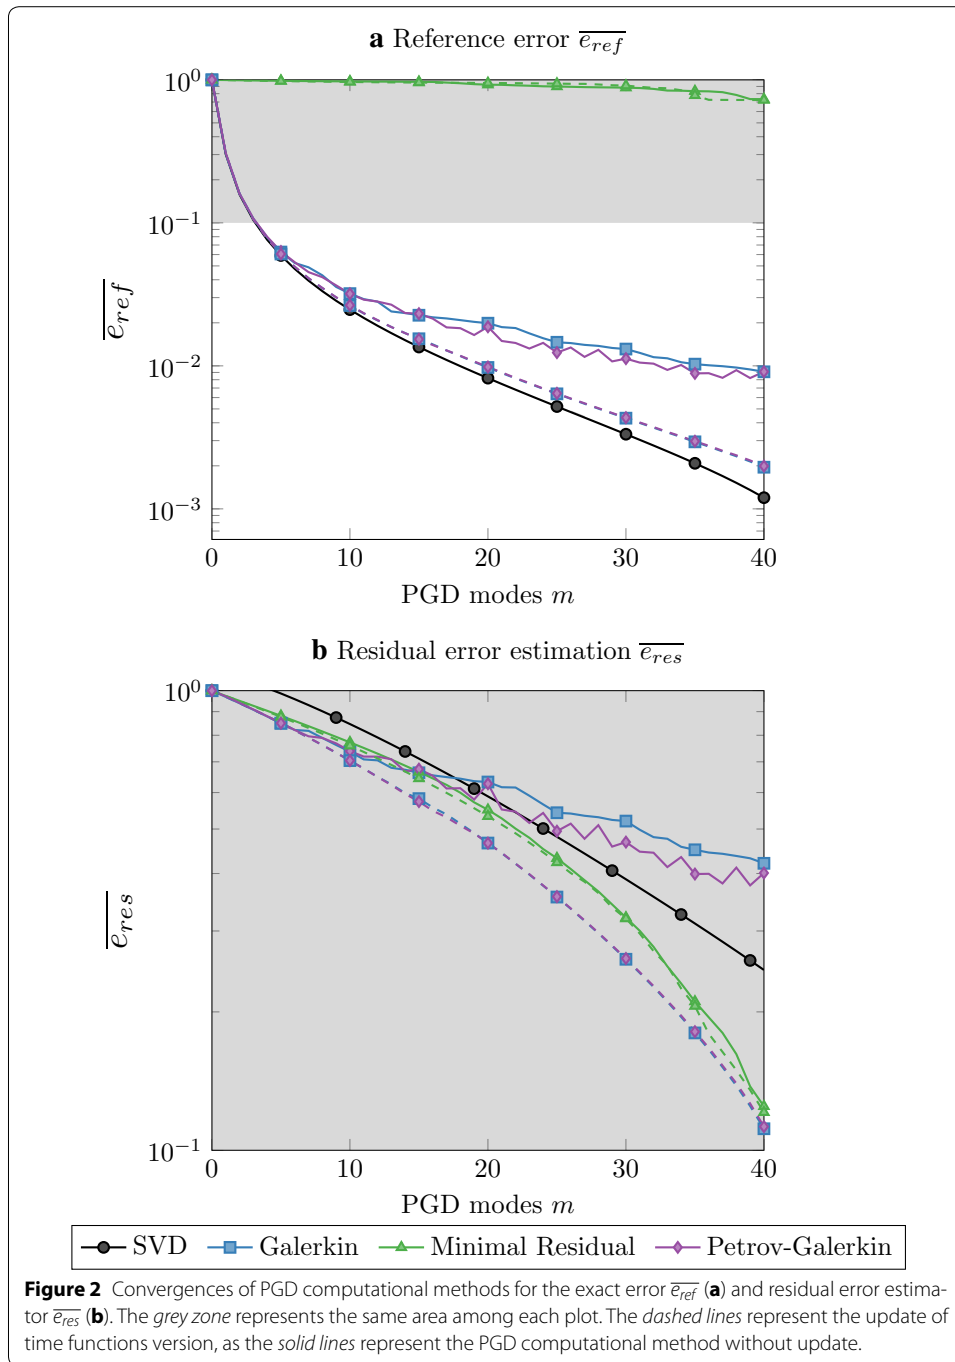 a Reference error e_ref
10^0
10^−1
10^−2
10^−3
e_ref
0 10 20 30 40
PGD modes m
b Residual error estimation e_res
10^0
10^−1
e_res
0 10 20 30 40
PGD modes m
SVD Galerkin Minimal Residual Petrov-Galerkin
Figure 2 Convergences of PGD computational methods for the exact error e_ref (a) and residual error estima-
tor e_res (b). The grey zone represents the same area among each plot. The dashed lines represent the update of
time functions version, as the solid lines represent the PGD computational method without update.